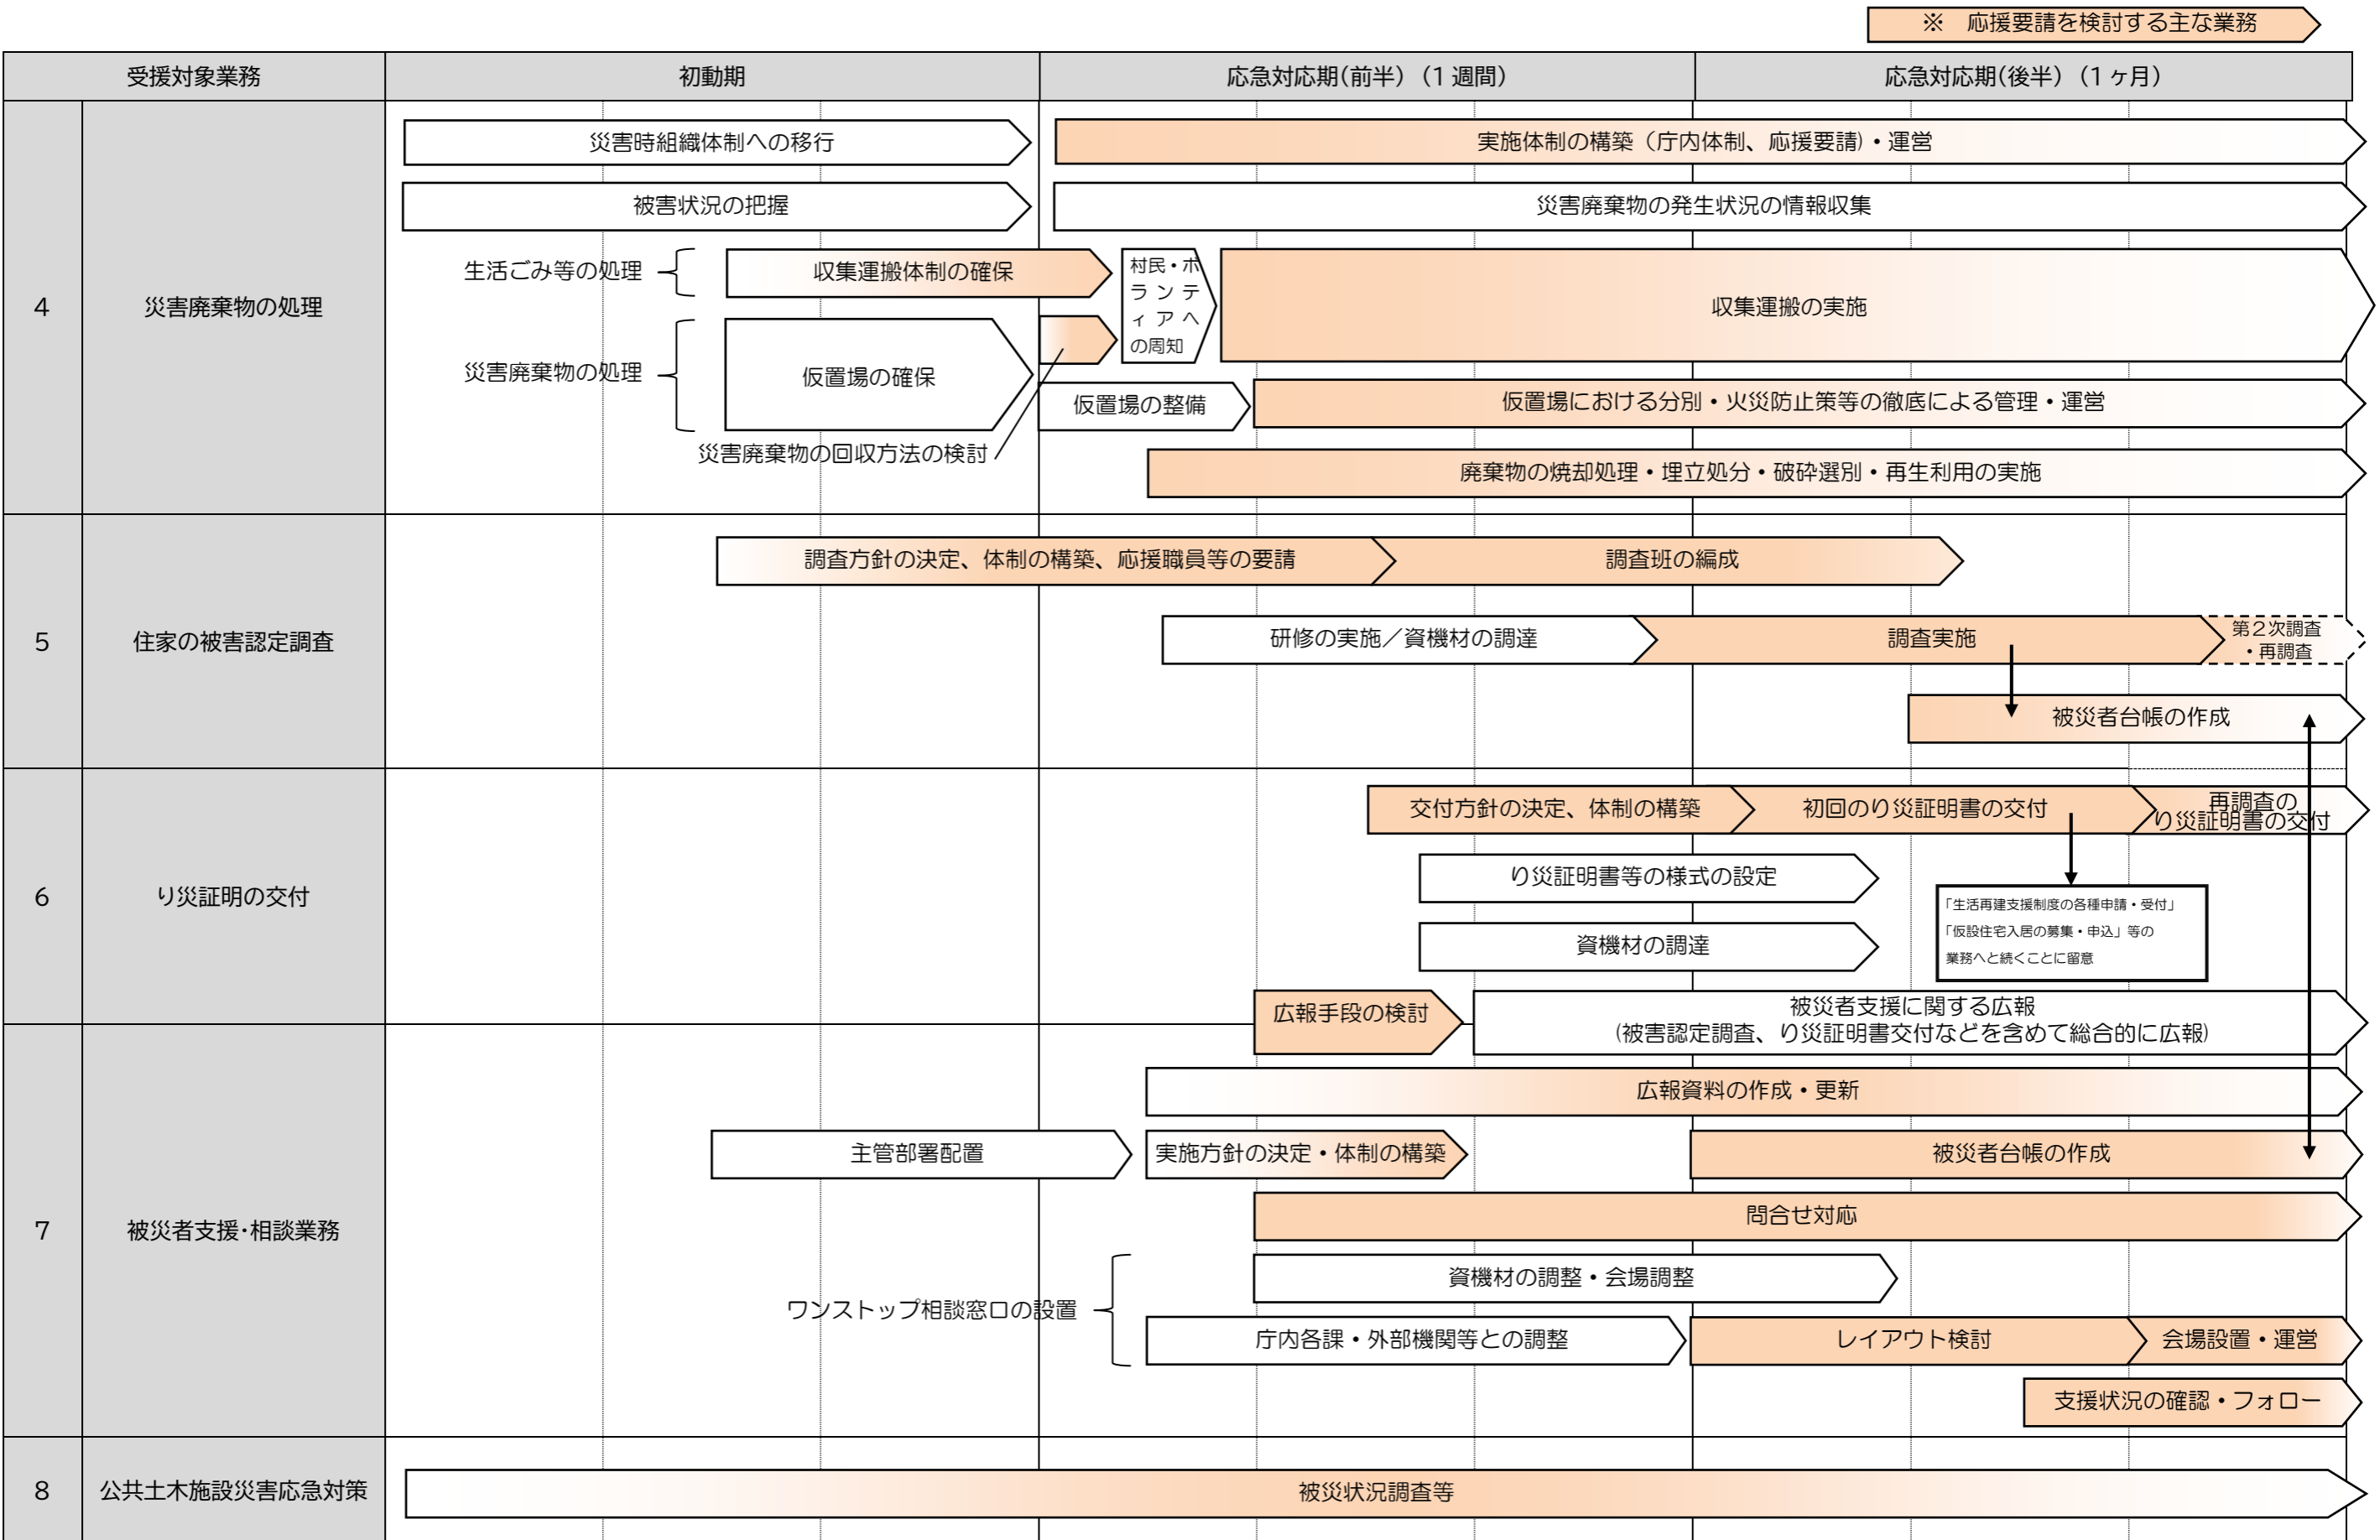 ※　応援要請を検討する主な業務
受援対象業務
初動期
応急対応期(前半)（1週間）
応急対応期(後半)（1ヶ月）
4
災害廃棄物の処理
災害時組織体制への移行
実施体制の構築（庁内体制、応援要請)・運営
被害状況の把握
災害廃棄物の発生状況の情報収集
生活ごみ等の処理
収集運搬体制の確保
村民・ボ
ランテ
ィアへ
の周知
収集運搬の実施
災害廃棄物の処理
仮置場の確保
仮置場の整備
仮置場における分別・火災防止策等の徹底による管理・運営
災害廃棄物の回収方法の検討
廃棄物の焼却処理・埋立処分・破砕選別・再生利用の実施
5
住家の被害認定調査
調査方針の決定、体制の構築、応援職員等の要請
調査班の編成
研修の実施／資機材の調達
調査実施
第2次調査
・再調査
被災者台帳の作成
6
り災証明の交付
交付方針の決定、体制の構築
初回のり災証明書の交付
再調査の
り災証明書の交付
り災証明書等の様式の設定
資機材の調達
「生活再建支援制度の各種申請・受付」
「仮設住宅入居の募集・申込」等の
業務へと続くことに留意
広報手段の検討
被災者支援に関する広報
(被害認定調査、り災証明書交付などを含めて総合的に広報)
7
被災者支援･相談業務
広報資料の作成・更新
主管部署配置
実施方針の決定・体制の構築
被災者台帳の作成
問合せ対応
資機材の調整・会場調整
ワンストップ相談窓口の設置
庁内各課・外部機関等との調整
レイアウト検討
会場設置・運営
支援状況の確認・フォロー
8
公共土木施設災害応急対策
被災状況調査等